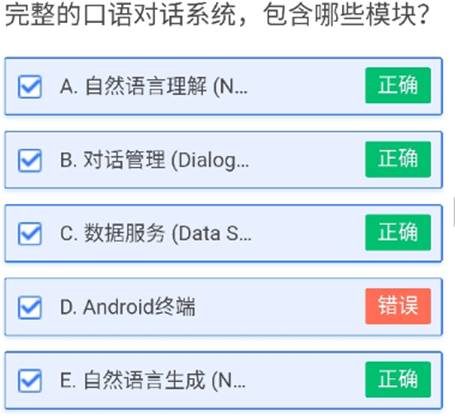 完整的口语对话系统，包含哪些模块？
A. 自然语言理解 (N... 正确
B. 对话管理 (Dialog... 正确
C. 数据服务 (Data S... 正确
D. Android终端 错误
E. 自然语言生成 (N... 正确